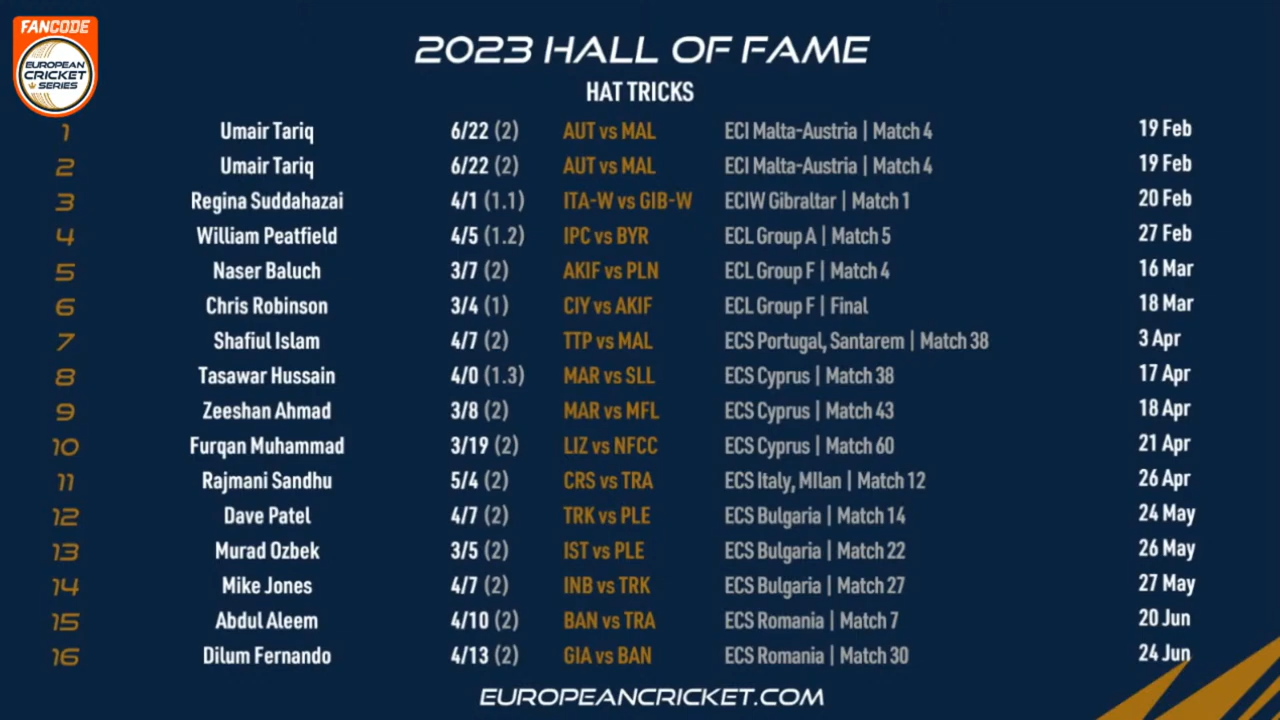 FANCODE
EUROPEAN
CRICKET
SERIES
2023 HALL OF FAME
HAT TRICKS
1 Umair Tariq 6/22 (2) AUT vs MAL ECI Malta-Austria | Match 4 19 Feb
2 Umair Tariq 6/22 (2) AUT vs MAL ECI Malta-Austria | Match 4 19 Feb
3 Regina Suddahazai 4/1 (1.1) ITA-W vs GIB-W ECIW Gibraltar | Match 1 20 Feb
4 William Peatfield 4/5 (1.2) IPC vs BYR ECL Group A | Match 5 27 Feb
5 Naser Baluch 3/7 (2) AKIF vs PLN ECL Group F | Match 4 16 Mar
6 Chris Robinson 3/4 (1) CIY vs AKIF ECL Group F | Final 18 Mar
7 Shafiul Islam 4/7 (2) TTP vs MAL ECS Portugal, Santarem | Match 38 3 Apr
8 Tasawar Hussain 4/0 (1.3) MAR vs SLL ECS Cyprus | Match 38 17 Apr
9 Zeeshan Ahmad 3/8 (2) MAR vs MFL ECS Cyprus | Match 43 18 Apr
10 Furqan Muhammad 3/19 (2) LIZ vs NFCC ECS Cyprus | Match 60 21 Apr
11 Rajmani Sandhu 5/4 (2) CRS vs TRA ECS Italy, MIlan | Match 12 26 Apr
12 Dave Patel 4/7 (2) TRK vs PLE ECS Bulgaria | Match 14 24 May
13 Murad Ozbek 3/5 (2) IST vs PLE ECS Bulgaria | Match 22 26 May
14 Mike Jones 4/7 (2) INB vs TRK ECS Bulgaria | Match 27 27 May
15 Abdul Aleem 4/10 (2) BAN vs TRA ECS Romania | Match 7 20 Jun
16 Dilum Fernando 4/13 (2) GIA vs BAN ECS Romania | Match 30 24 Jun
EUROPEANCRICKET.COM